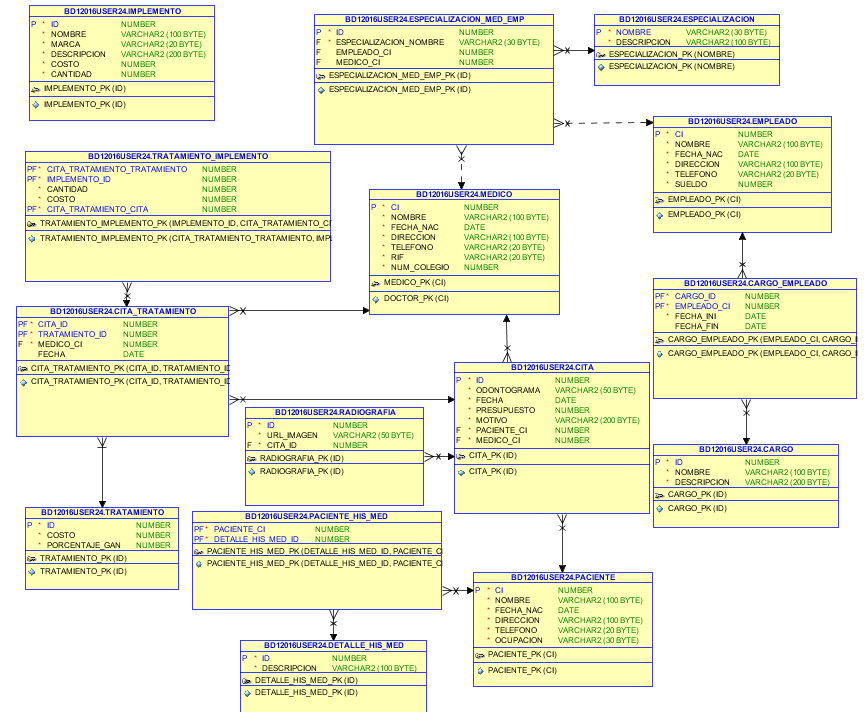 BD12016USER24.IMPLEMENTO
P * ID NUMBER
* NOMBRE VARCHAR2 (100 BYTE)
* MARCA VARCHAR2 (20 BYTE)
* DESCRIPCION VARCHAR2 (200 BYTE)
* COSTO NUMBER
* CANTIDAD NUMBER
IMPLEMENTO_PK (ID)
IMPLEMENTO_PK (ID)
BD12016USER24.ESPECIALIZACION_MED_EMP
P * ID NUMBER
F * ESPECIALIZACION_NOMBRE VARCHAR2 (30 BYTE)
F EMPLEADO_CI NUMBER
F MEDICO_CI NUMBER
ESPECIALIZACION_MED_EMP_PK (ID)
ESPECIALIZACION_MED_EMP_PK (ID)
BD12016USER24.ESPECIALIZACION
P * NOMBRE VARCHAR2 (30 BYTE)
* DESCRIPCION VARCHAR2 (100 BYTE)
ESPECIALIZACION_PK (NOMBRE)
ESPECIALIZACION_PK (NOMBRE)
BD12016USER24.EMPLEADO
P * CI NUMBER
* NOMBRE VARCHAR2 (100 BYTE)
* FECHA_NAC DATE
* DIRECCION VARCHAR2 (100 BYTE)
* TELEFONO VARCHAR2 (20 BYTE)
* SUELDO NUMBER
EMPLEADO_PK (CI)
EMPLEADO_PK (CI)
BD12016USER24.TRATAMIENTO_IMPLEMENTO
PF* CITA_TRATAMIENTO_TRATAMIENTO NUMBER
PF* IMPLEMENTO_ID NUMBER
* CANTIDAD NUMBER
* COSTO NUMBER
PF* CITA_TRATAMIENTO_CITA NUMBER
TRATAMIENTO_IMPLEMENTO_PK (IMPLEMENTO_ID, CITA_TRATAMIENTO_CI
TRATAMIENTO_IMPLEMENTO_PK (CITA_TRATAMIENTO_TRATAMIENTO, IMPL
BD12016USER24.MEDICO
P * CI NUMBER
* NOMBRE VARCHAR2 (100 BYTE)
* FECHA_NAC DATE
* DIRECCION VARCHAR2 (100 BYTE)
* TELEFONO VARCHAR2 (20 BYTE)
* RIF VARCHAR2 (20 BYTE)
* NUM_COLEGIO NUMBER
MEDICO_PK (CI)
DOCTOR_PK (CI)
BD12016USER24.CARGO_EMPLEADO
PF* CARGO_ID NUMBER
PF* EMPLEADO_CI NUMBER
* FECHA_INI DATE
FECHA_FIN DATE
CARGO_EMPLEADO_PK (EMPLEADO_CI, CARGO_I
CARGO_EMPLEADO_PK (EMPLEADO_CI, CARGO_I
BD12016USER24.CITA_TRATAMIENTO
PF* CITA_ID NUMBER
PF* TRATAMIENTO_ID NUMBER
F * MEDICO_CI NUMBER
FECHA DATE
CITA_TRATAMIENTO_PK (CITA_ID, TRATAMIENTO_ID
CITA_TRATAMIENTO_PK (CITA_ID, TRATAMIENTO_ID
BD12016USER24.CITA
P * ID NUMBER
* ODONTOGRAMA VARCHAR2 (50 BYTE)
* FECHA DATE
* PRESUPUESTO NUMBER
* MOTIVO VARCHAR2 (200 BYTE)
F * PACIENTE_CI NUMBER
F * MEDICO_CI NUMBER
CITA_PK (ID)
CITA_PK (ID)
BD12016USER24.RADIOGRAFIA
P * ID NUMBER
* URL_IMAGEN VARCHAR2 (50 BYTE)
F * CITA_ID NUMBER
RADIOGRAFIA_PK (ID)
RADIOGRAFIA_PK (ID)
BD12016USER24.CARGO
P * ID NUMBER
* NOMBRE VARCHAR2 (100 BYTE)
* DESCRIPCION VARCHAR2 (200 BYTE)
CARGO_PK (ID)
CARGO_PK (ID)
BD12016USER24.TRATAMIENTO
P * ID NUMBER
* COSTO NUMBER
* PORCENTAJE_GAN NUMBER
TRATAMIENTO_PK (ID)
TRATAMIENTO_PK (ID)
BD12016USER24.PACIENTE_HIS_MED
PF* PACIENTE_CI NUMBER
PF* DETALLE_HIS_MED_ID NUMBER
PACIENTE_HIS_MED_PK (DETALLE_HIS_MED_ID, PACIENTE_C
PACIENTE_HIS_MED_PK (DETALLE_HIS_MED_ID, PACIENTE_C
BD12016USER24.PACIENTE
P * CI NUMBER
* NOMBRE VARCHAR2 (100 BYTE)
* FECHA_NAC DATE
* DIRECCION VARCHAR2 (100 BYTE)
* TELEFONO VARCHAR2 (20 BYTE)
* OCUPACION VARCHAR2 (30 BYTE)
PACIENTE_PK (CI)
PACIENTE_PK (CI)
BD12016USER24.DETALLE_HIS_MED
P * ID NUMBER
* DESCRIPCION VARCHAR2 (100 BYTE)
DETALLE_HIS_MED_PK (ID)
DETALLE_HIS_MED_PK (ID)